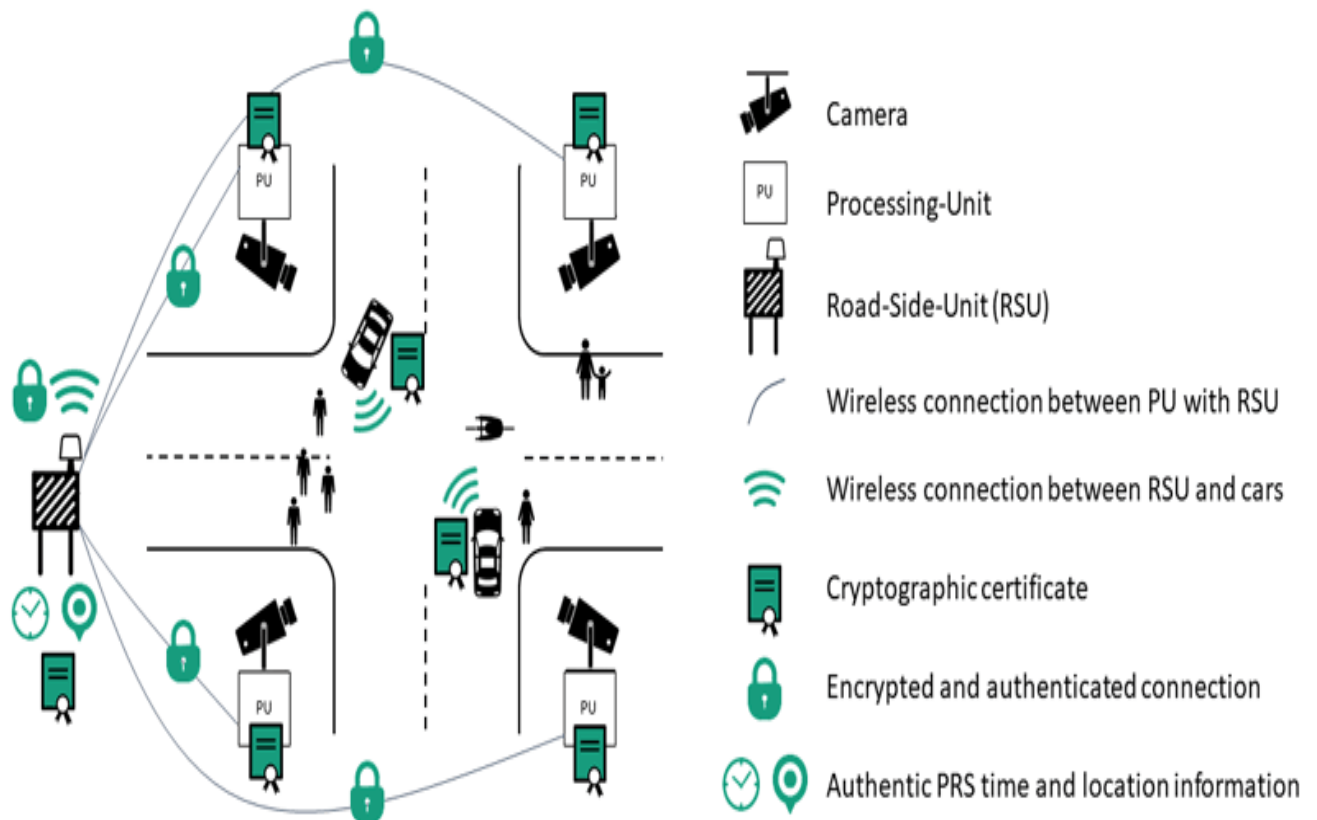 PU
PU
PU
PU
Camera
PU
Processing-Unit
Road-Side-Unit (RSU)
Wireless connection between PU with RSU
Wireless connection between RSU and cars
Cryptographic certificate
Encrypted and authenticated connection
Authentic PRS time and location information